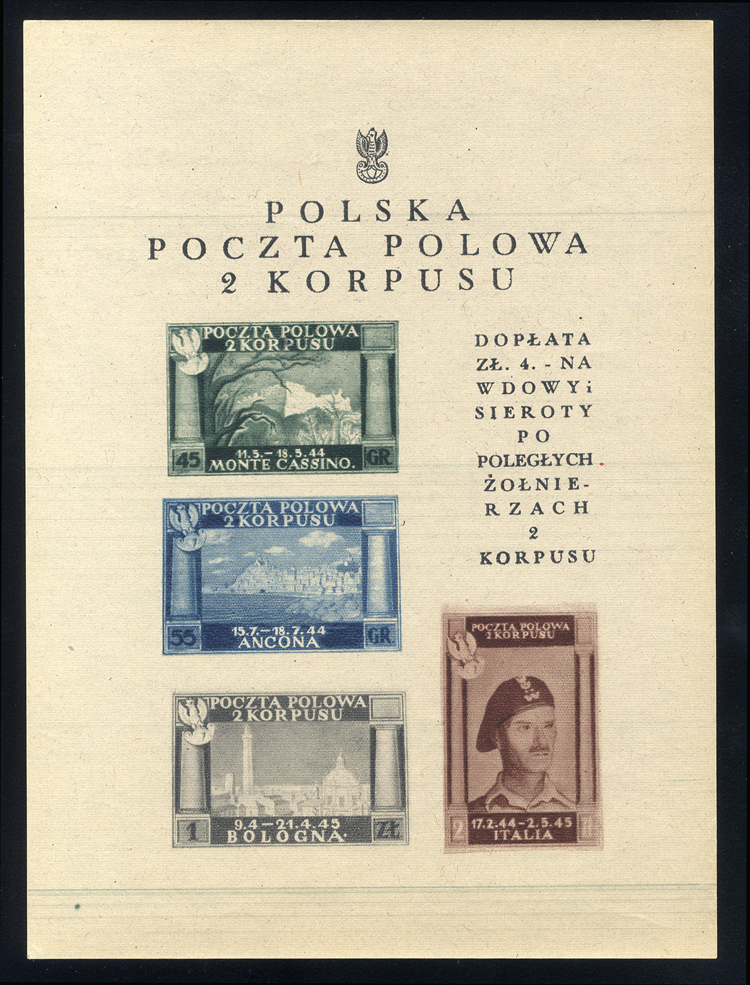 POLSKA
POCZTA POLOWA
2 KORPUSU
POCZTA POLOWA
2 KORPUSU
45
11.5.-18.5.44
GR.
MONTE CASSINO.
DOPŁATA
ZŁ. 4. - NA
WDOWY i
SIEROTY
PO
POLEGŁYCH
ŻOŁNIE-
RZACH
2
KORPUSU
POCZTA POLOWA
2 KORPUSU
55
15.7.-18.7.44
GR.
ANCONA
POCZTA POLOWA
2 KORPUSU
1
9.4-21.4.45
ZŁ
BOLOGNA
POCZTA POLOWA
2 KORPUSU
2
17.2.44-2.5.45
ZŁ
ITALIA